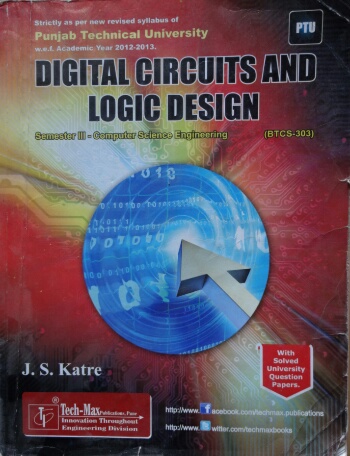 Strictly as per new revised syllabus of
Punjab Technical University
w.e.f. Academic Year 2012-2013.
PTU
DIGITAL CIRCUITS AND
LOGIC DESIGN
Semester III - Computer Science Engineering (BTCS-303)
J. S. Katre
With
Solved
University
Question
Papers.
Tech-Max Publications, Pune
Innovation Throughout
Engineering Division
http://www.facebook.com/techmax.publications
http://www.twitter.com/techmaxbooks